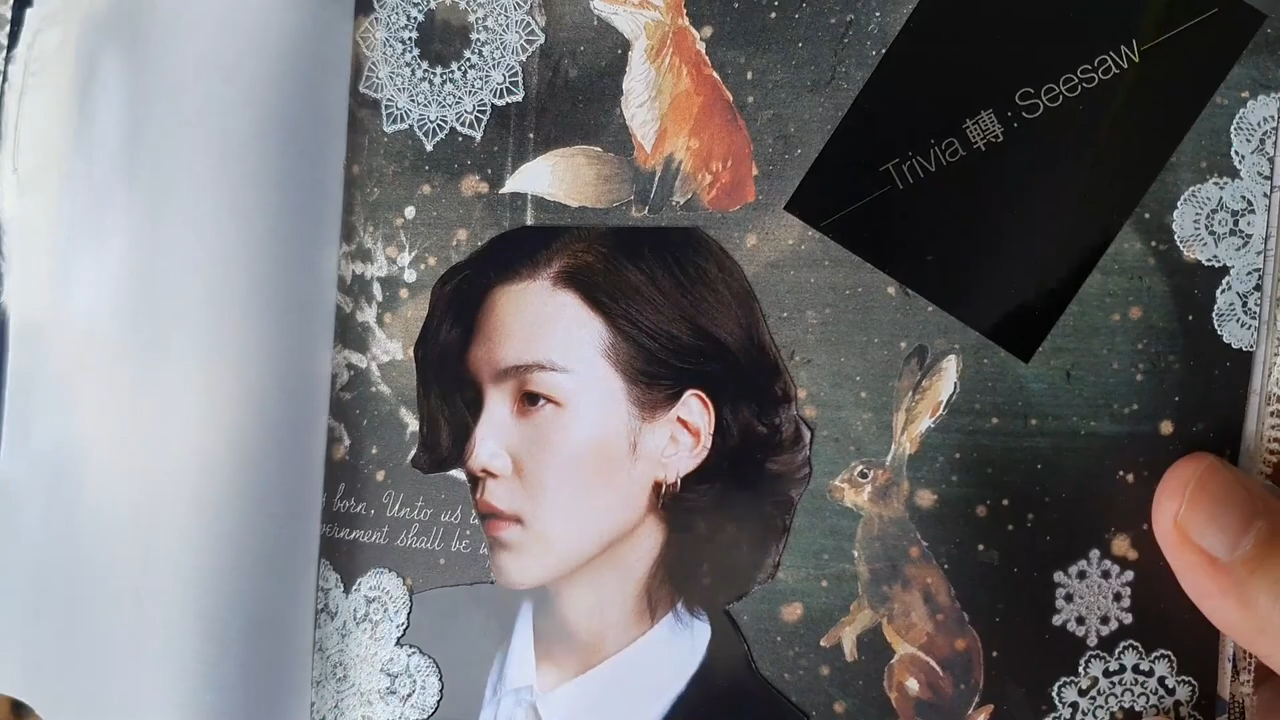 Trivia 轉 : Seesaw
born, Unto us
shall be